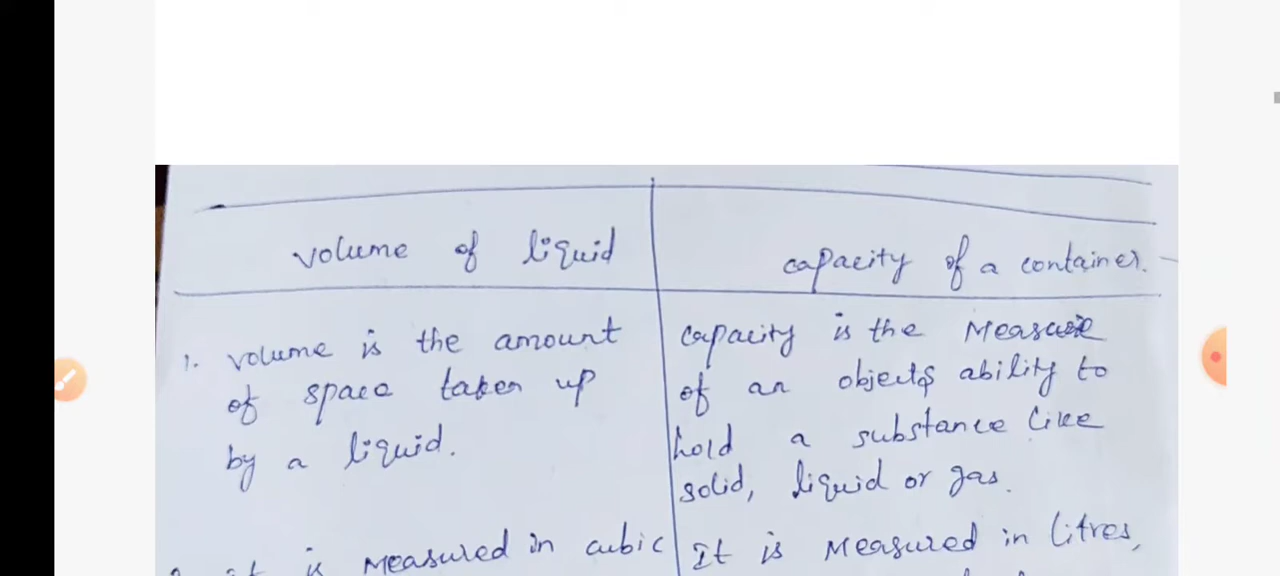 volume of liquid
capacity of a container.
1. volume is the amount
of space taken up
by a liquid.
capacity is the Measure
of an objects ability to
hold a substance like
solid, liquid or gas.
It is Measured in cubic
It is Measured in litres,